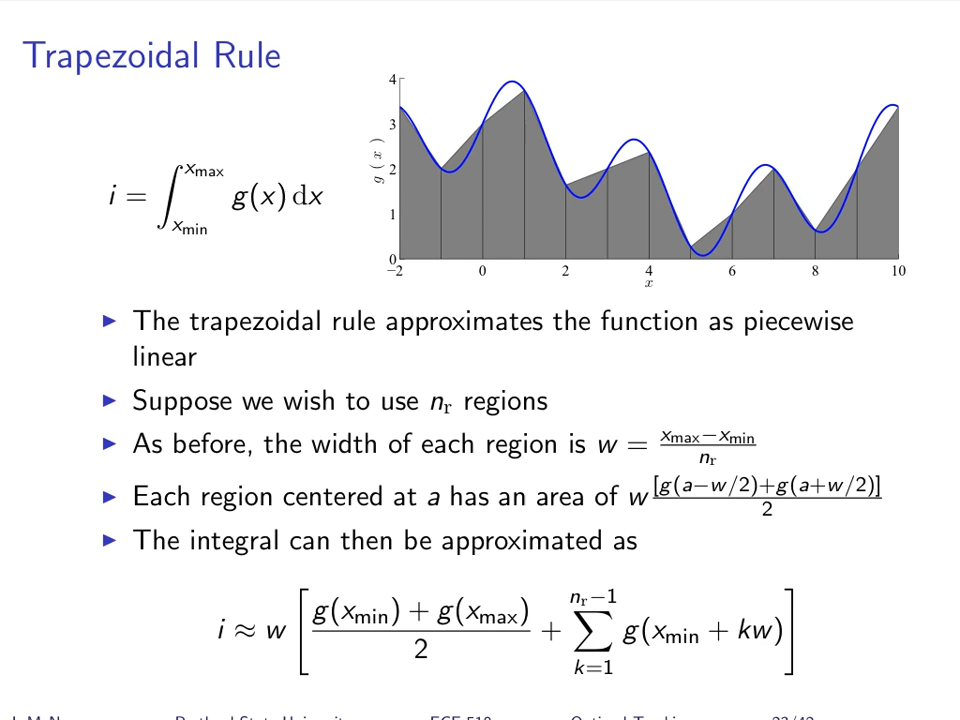 Trapezoidal Rule
i = ∫_{x_min}^{x_max} g(x) dx
4
3
2
1
0
g ( x )
−2 0 2 4 6 8 10
x
▶ The trapezoidal rule approximates the function as piecewise
linear
▶ Suppose we wish to use n_r regions
▶ As before, the width of each region is w = (x_max−x_min)/n_r
▶ Each region centered at a has an area of w [g(a−w/2)+g(a+w/2)]/2
▶ The integral can then be approximated as
i ≈ w [ (g(x_min) + g(x_max))/2 + ∑_{k=1}^{n_r−1} g(x_min + kw) ]
Portland State University ECE 510